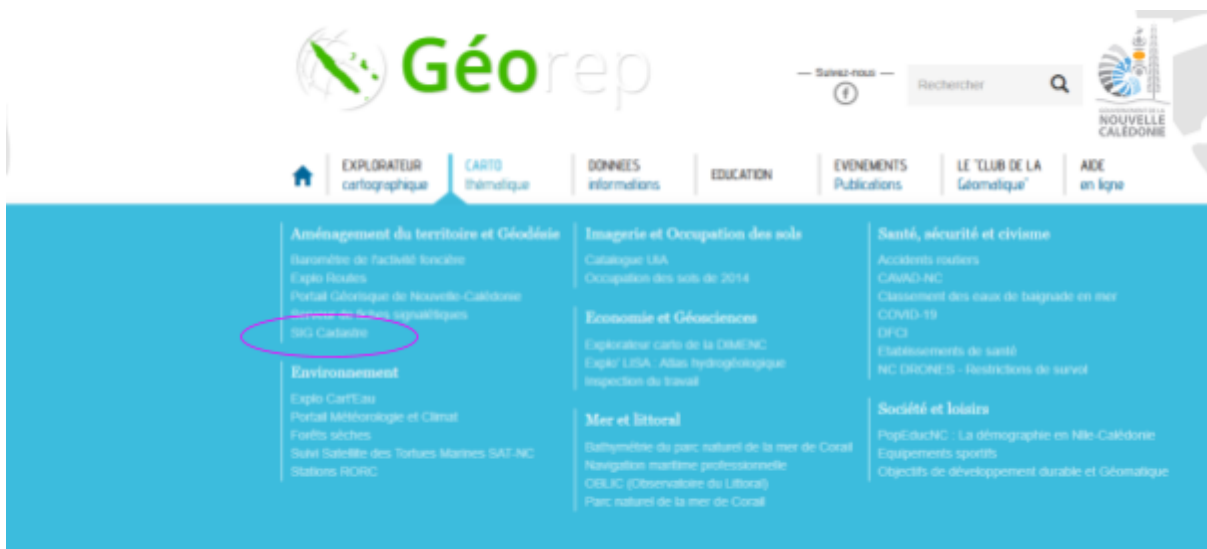 Géorep
— Suivez-nous —
Rechercher
GOUVERNEMENT DE LA
NOUVELLE
CALÉDONIE
EXPLORATEUR
cartographique
CARTO
thématique
DONNEES
informations
EDUCATION
EVENEMENTS
Publications
LE "CLUB DE LA
Géomatique"
AIDE
en ligne
Aménagement du territoire et Géodésie
Baromètre de l'activité foncière
Explo Routes
Portail Géorisque de Nouvelle-Calédonie
Serveur de fiches signalétiques
SIG Cadastre
Environnement
Explo Cart'Eau
Portail Météorologie et Climat
Forêts sèches
Suivi Satellite des Tortues Marines SAT-NC
Stations RORC
Imagerie et Occupation des sols
Catalogue UIA
Occupation des sols de 2014
Economie et Géosciences
Explorateur carto de la DIMENC
Explo' LISA : Atlas hydrogéologique
Inspection du travail
Mer et littoral
Bathymétrie du parc naturel de la mer de Corail
Navigation maritime professionnelle
OBLIC (Observatoire du Littoral)
Parc naturel de la mer de Corail
Santé, sécurité et civisme
Accidents routiers
CAVAD-NC
Classement des eaux de baignade en mer
COVID-19
DFCI
Etablissements de santé
NC DRONES - Restrictions de survol
Société et loisirs
PopEducNC : La démographie en Nlle-Calédonie
Equipements sportifs
Objectifs de développement durable et Géomatique